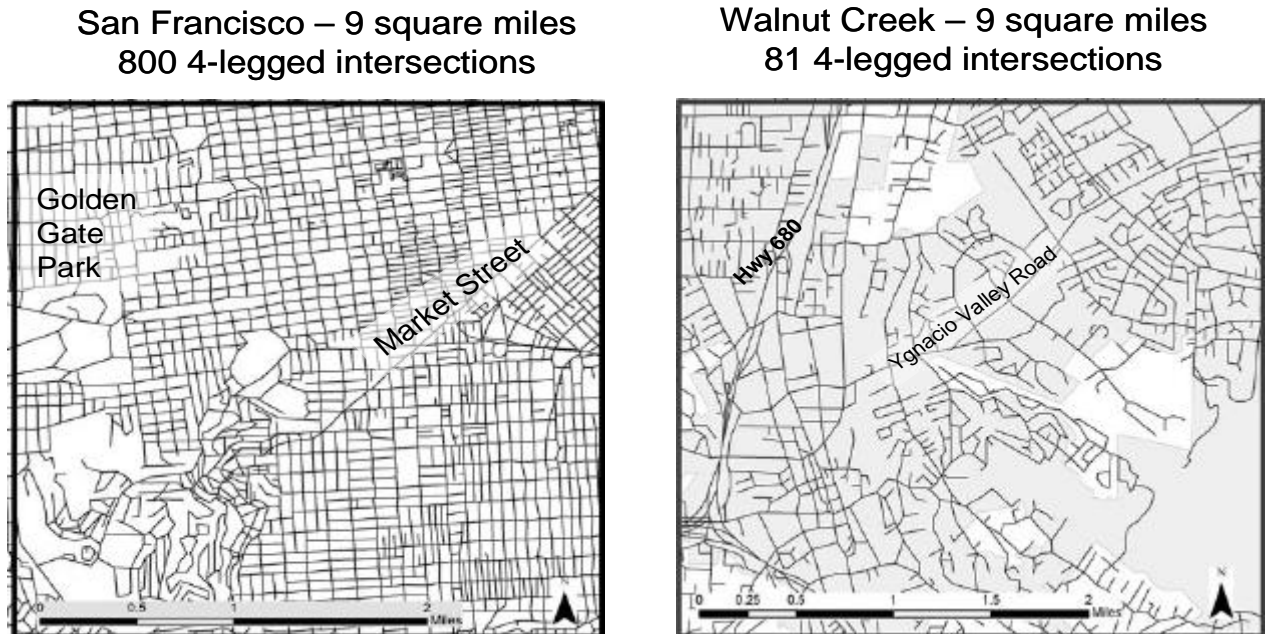 San Francisco – 9 square miles
800 4-legged intersections
Walnut Creek – 9 square miles
81 4-legged intersections
Golden
Gate
Park
Market Street
Hwy 680
Ygnacio Valley Road
0 0.5 1 2
Miles
N
0 0.25 0.5 1 1.5 2
Miles
N